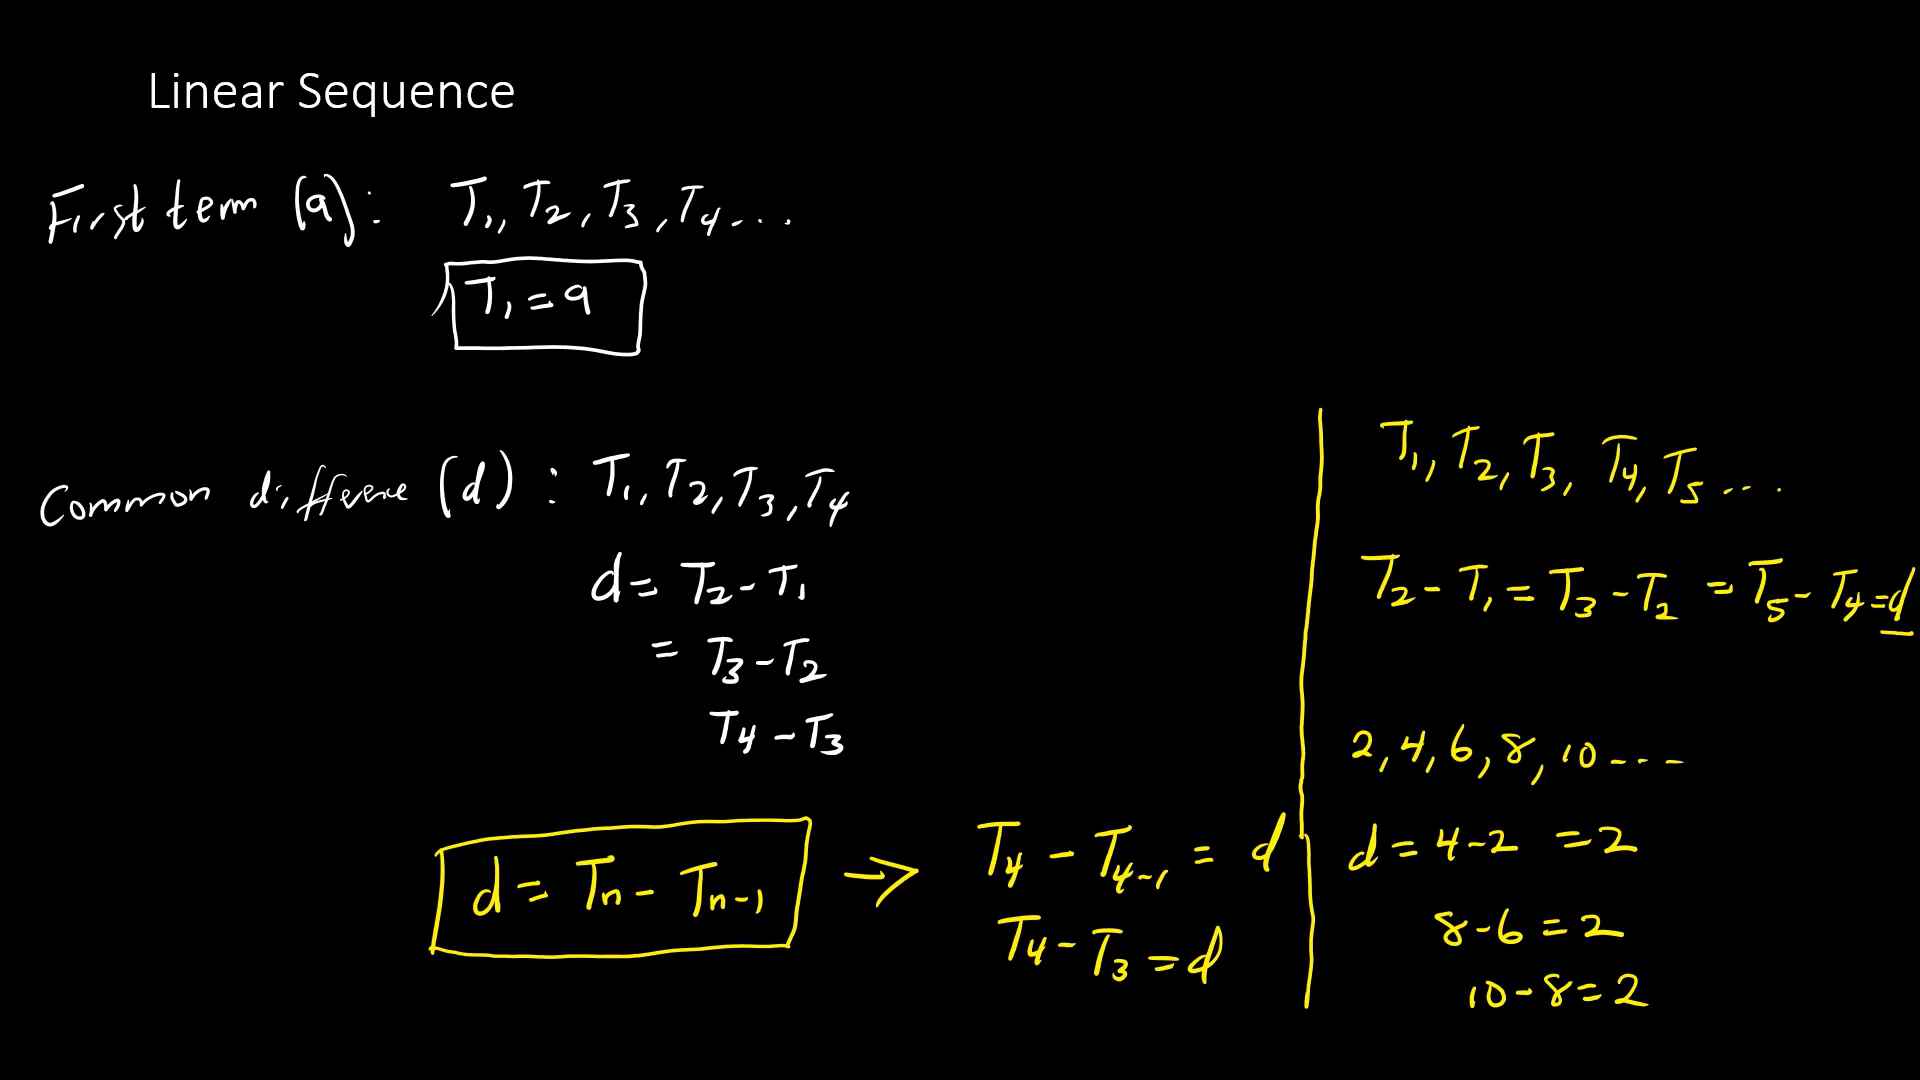 Linear Sequence
First term (a): T₁, T₂, T₃, T₄...
T₁ = a
Common difference (d): T₁, T₂, T₃, T₄
d = T₂ - T₁
= T₃ - T₂
T₄ - T₃
d = Tₙ - Tₙ₋₁ → T₄ - T₄₋₁ = d
T₄ - T₃ = d
T₁, T₂, T₃, T₄, T₅...
T₂ - T₁ = T₃ - T₂ = T₅ - T₄ = d
2, 4, 6, 8, 10 - - -
d = 4 - 2 = 2
8 - 6 = 2
10 - 8 = 2